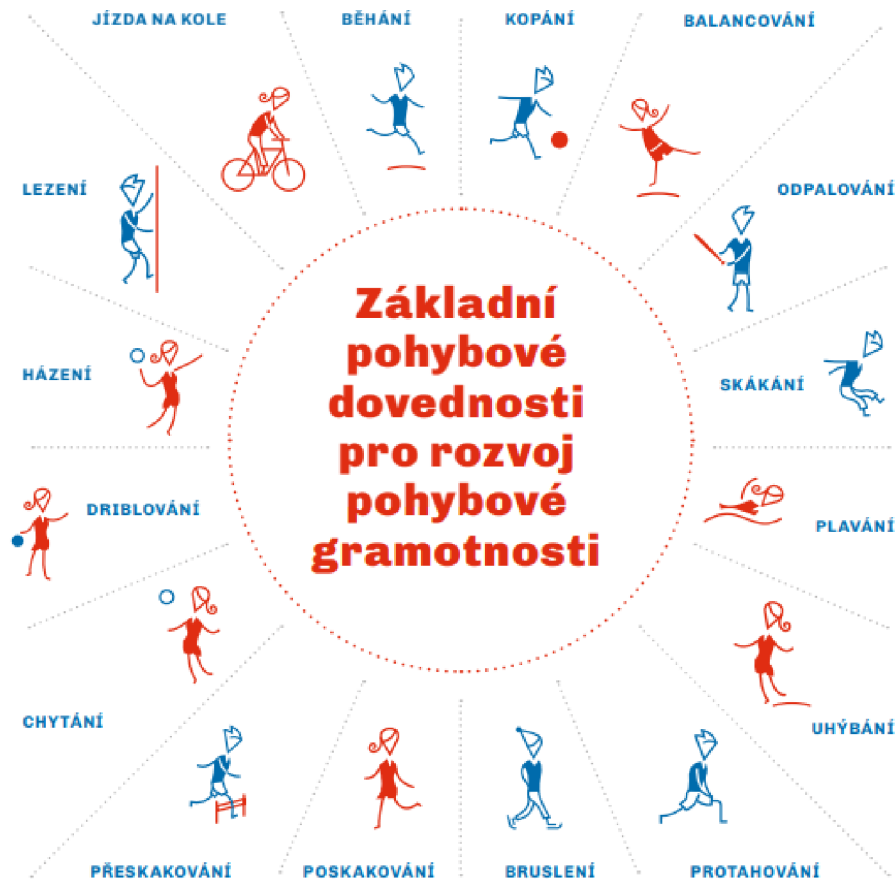 JÍZDA NA KOLE
BĚHÁNÍ
KOPÁNÍ
BALANCOVÁNÍ
LEZENÍ
ODPALOVÁNÍ
Základní
pohybové
dovednosti
pro rozvoj
pohybové
gramotnosti
HÁZENÍ
SKÁKÁNÍ
DRIBLOVÁNÍ
PLAVÁNÍ
CHYTÁNÍ
UHÝBÁNÍ
PŘESKAKOVÁNÍ
POSKAKOVÁNÍ
BRUSLENÍ
PROTAHOVÁNÍ